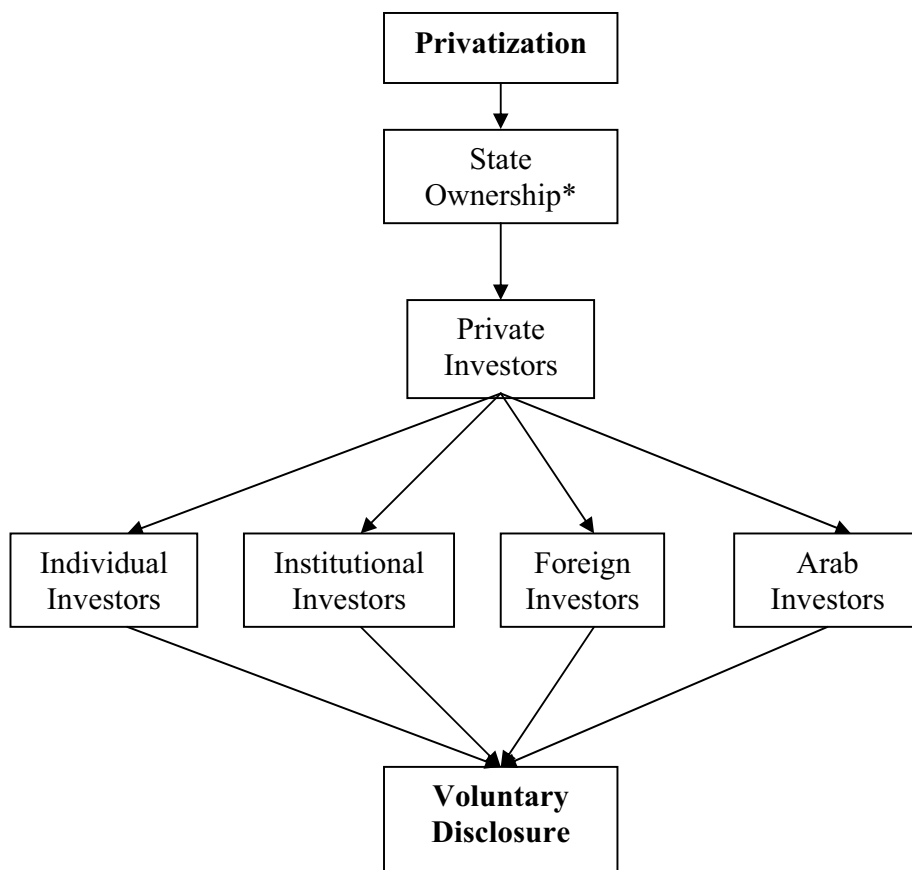 Privatization
State
Ownership*
Private
Investors
Individual
Investors
Institutional
Investors
Foreign
Investors
Arab
Investors
Voluntary
Disclosure